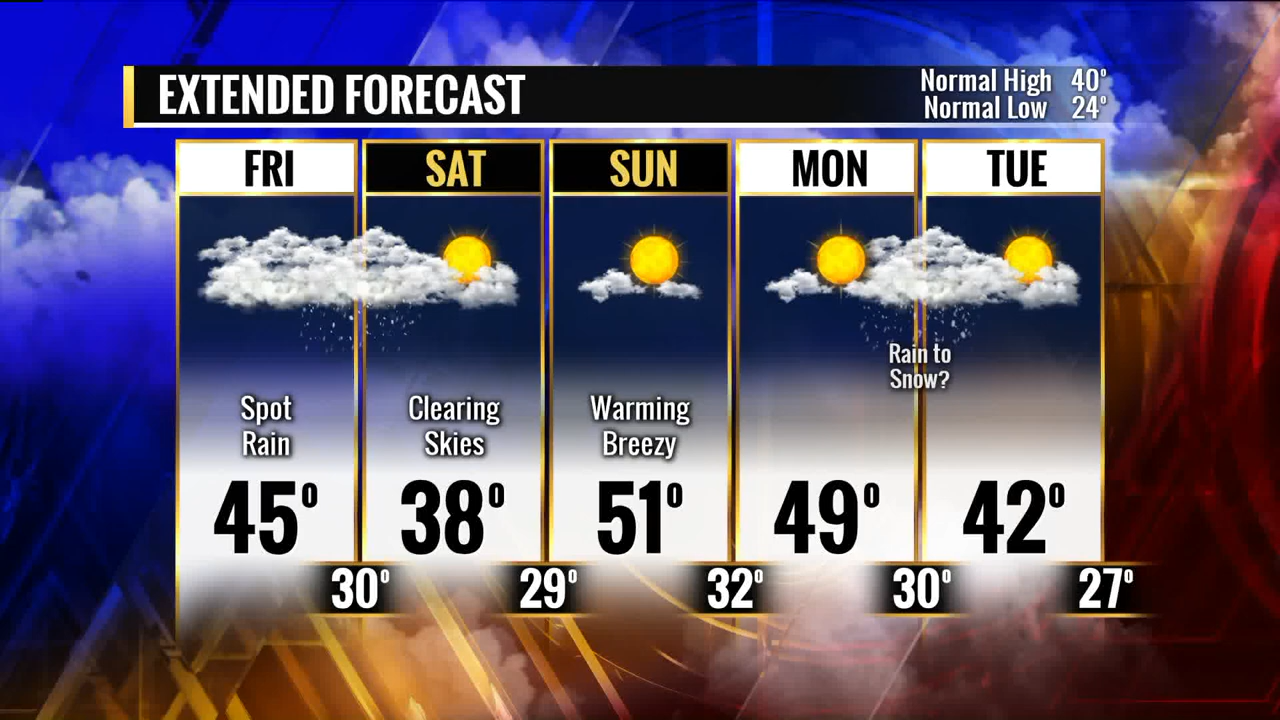 EXTENDED FORECAST
Normal High 40°
Normal Low 24°
FRI
SAT
SUN
MON
TUE
Rain to
Snow?
Spot
Rain
Clearing
Skies
Warming
Breezy
45° 38° 51° 49° 42°
30° 29° 32° 30° 27°